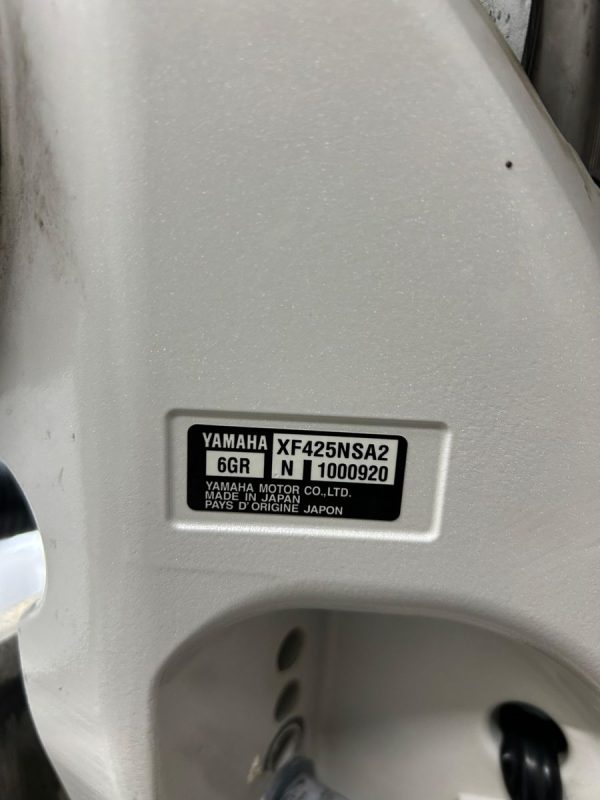 YAMAHA XF425NSA2
6GR N 1000920
YAMAHA MOTOR CO.,LTD.
MADE IN JAPAN
PAYS D'ORIGINE JAPON